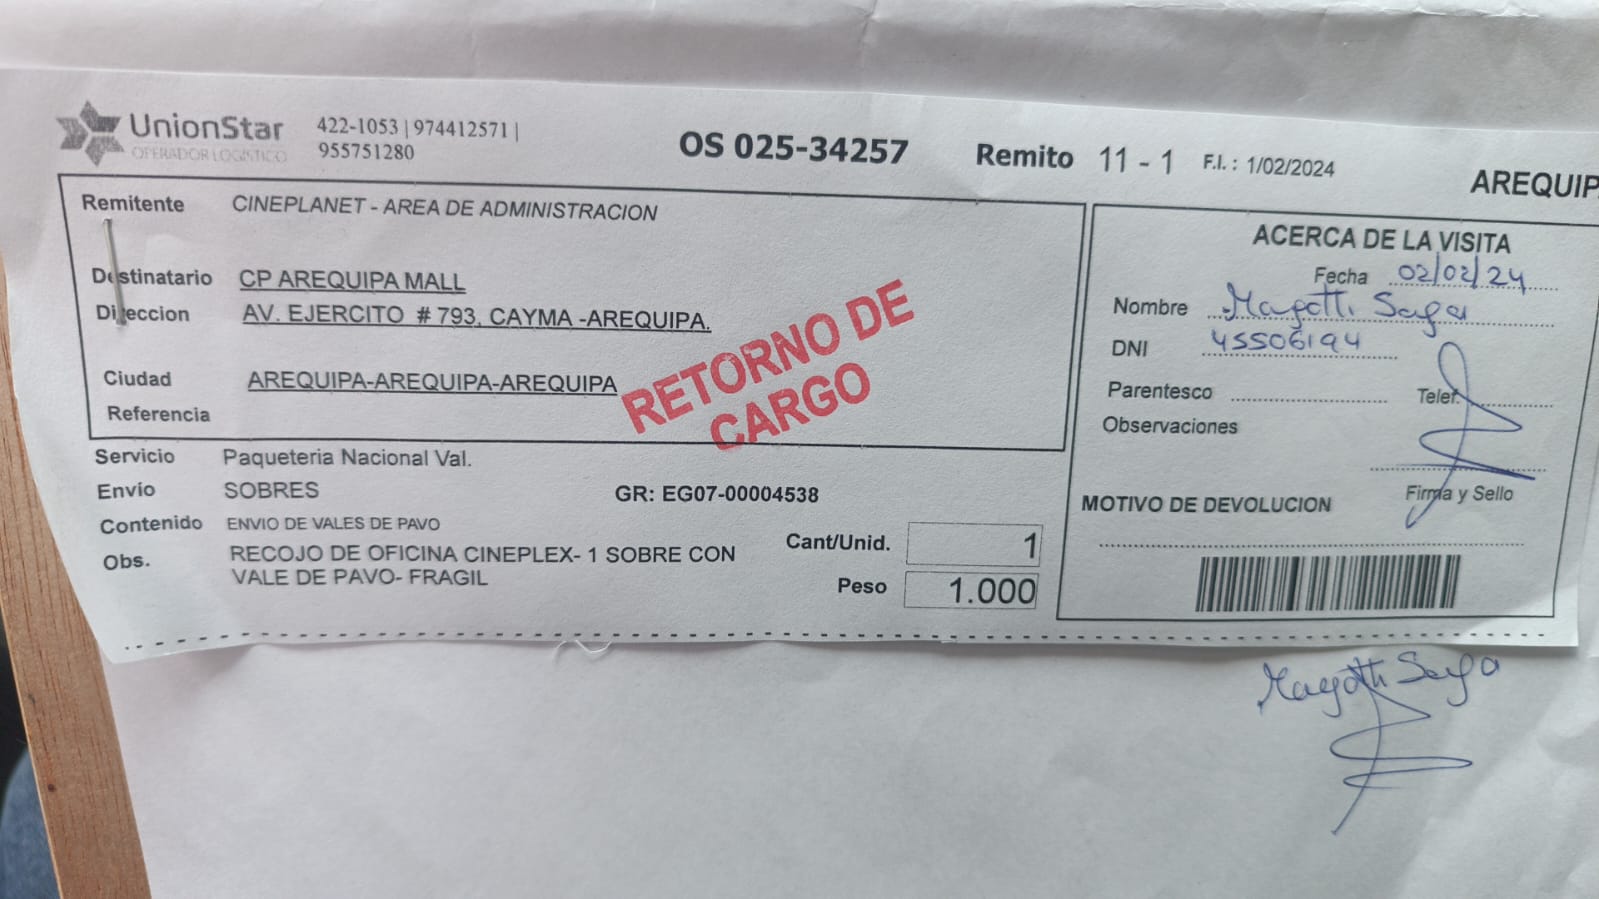 UnionStar
OPERADOR LOGISTICO
422-1053 | 974412571 |
955751280
OS 025-34257
Remito 11 - 1
F.I. : 1/02/2024
AREQUIPA
Remitente CINEPLANET - AREA DE ADMINISTRACION
Destinatario CP AREQUIPA MALL
Direccion AV. EJERCITO # 793, CAYMA -AREQUIPA.
Ciudad AREQUIPA-AREQUIPA-AREQUIPA
Referencia
RETORNO DE
CARGO
Servicio Paqueteria Nacional Val.
Envío SOBRES
GR: EG07-00004538
Contenido ENVIO DE VALES DE PAVO
Obs. RECOJO DE OFICINA CINEPLEX- 1 SOBRE CON
VALE DE PAVO- FRAGIL
Cant/Unid. 1
Peso 1.000
ACERCA DE LA VISITA
Fecha 02/02/24
Nombre Magotti Saga
DNI 45506194
Parentesco
Telef.
Observaciones
Firma y Sello
MOTIVO DE DEVOLUCION
Magotti Saga